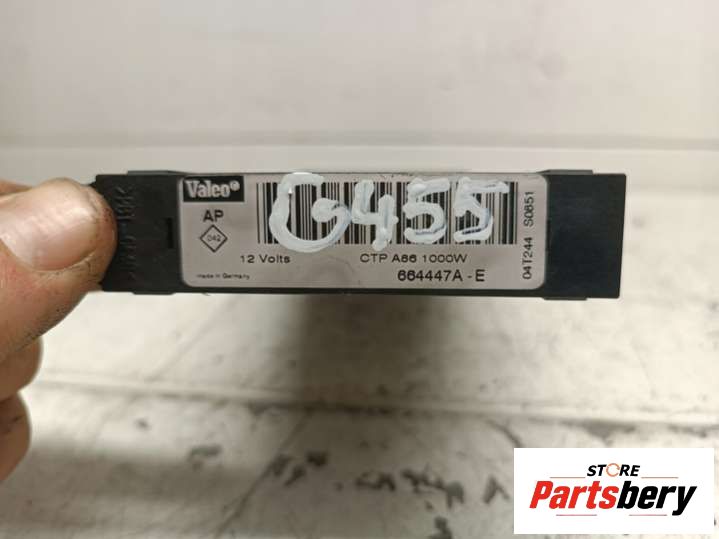 Valeo
AP
042
G455
12 Volts
CTP A66 1000W
made in Germany
664447A - E
04T244 S0851
STORE
Partsbery